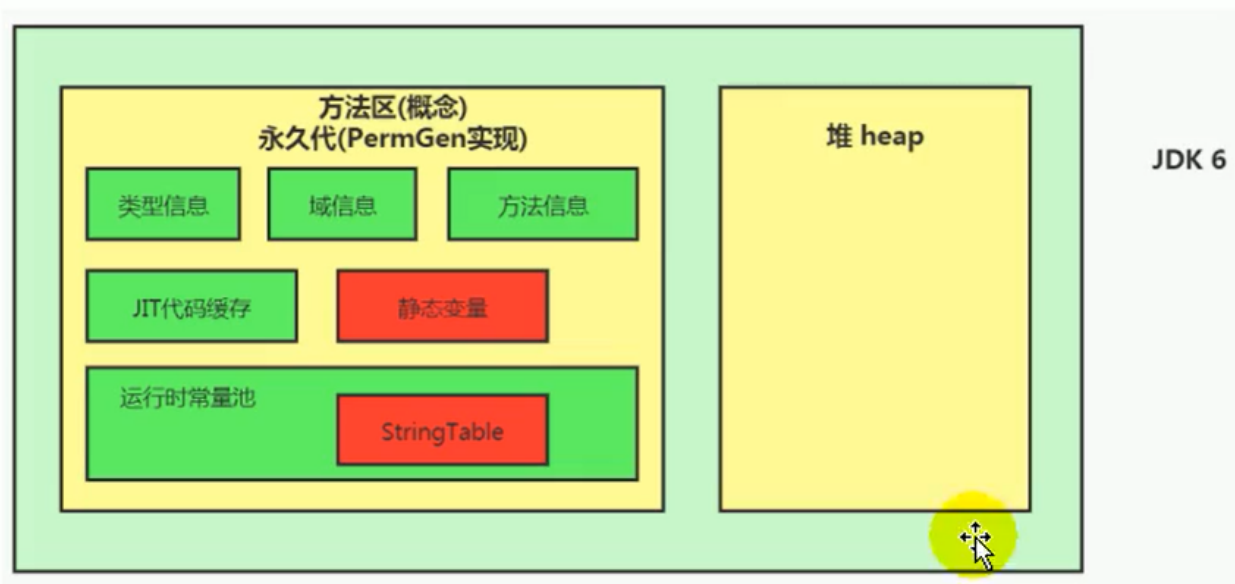 方法区(概念)
永久代(PermGen实现)
堆 heap
JDK 6
类型信息
域信息
方法信息
JIT代码缓存
静态变量
运行时常量池
StringTable